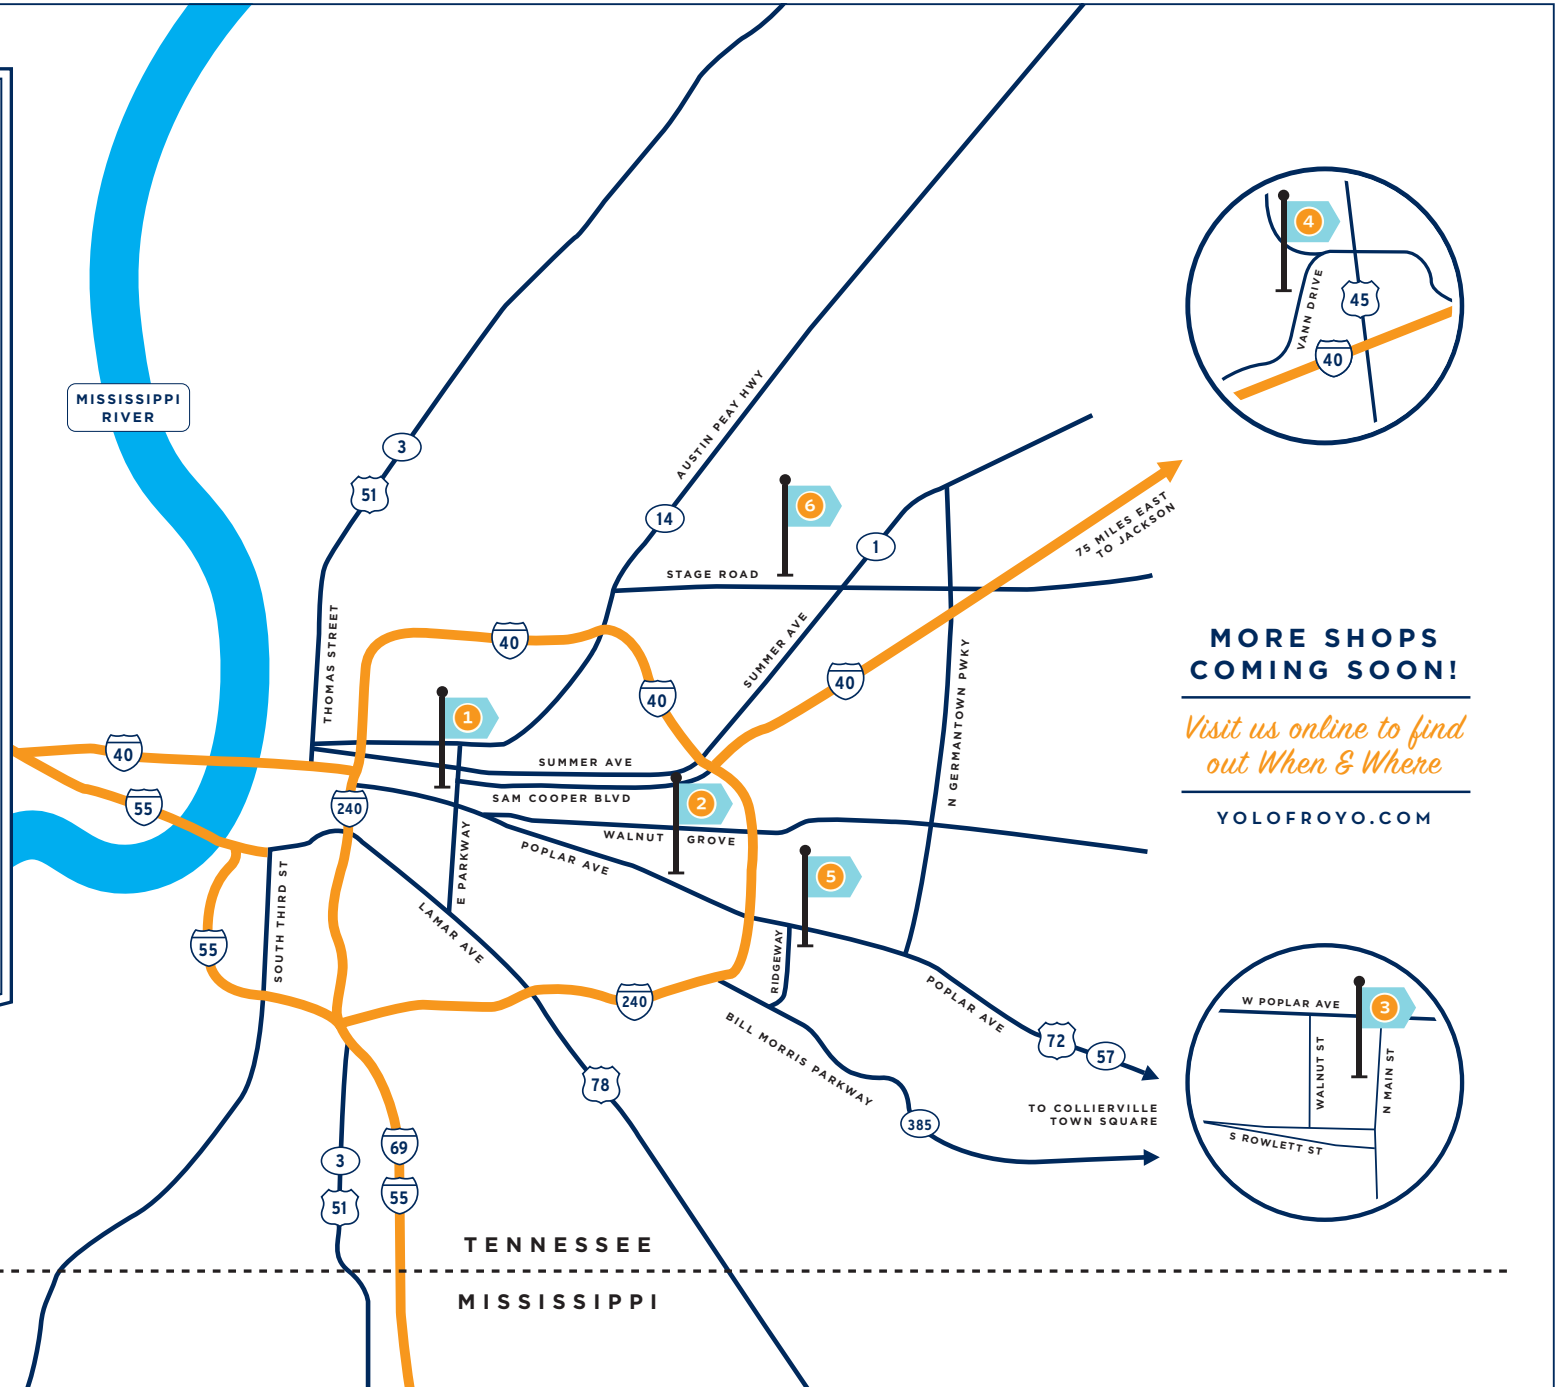 4
VANN DRIVE
45
40
MISSISSIPPI
RIVER
3
51
AUSTIN PEAY HWY
14
6
1
75 MILES EAST
TO JACKSON
STAGE ROAD
THOMAS STREET
40
SUMMER AVE
40
40
N GERMANTOWN PWKY
MORE SHOPS
COMING SOON!
Visit us online to find
out When & Where
YOLOFROYO.COM
1
40
SUMMER AVE
55
240
SAM COOPER BLVD
2
WALNUT GROVE
POPLAR AVE
E PARKWAY
5
SOUTH THIRD ST
LAMAR AVE
55
RIDGEWAY
240
POPLAR AVE
BILL MORRIS PARKWAY
72
57
78
385
TO COLLIERVILLE
TOWN SQUARE
W POPLAR AVE
3
WALNUT ST
N MAIN ST
S ROWLETT ST
69
3
55
51
TENNESSEE
MISSISSIPPI